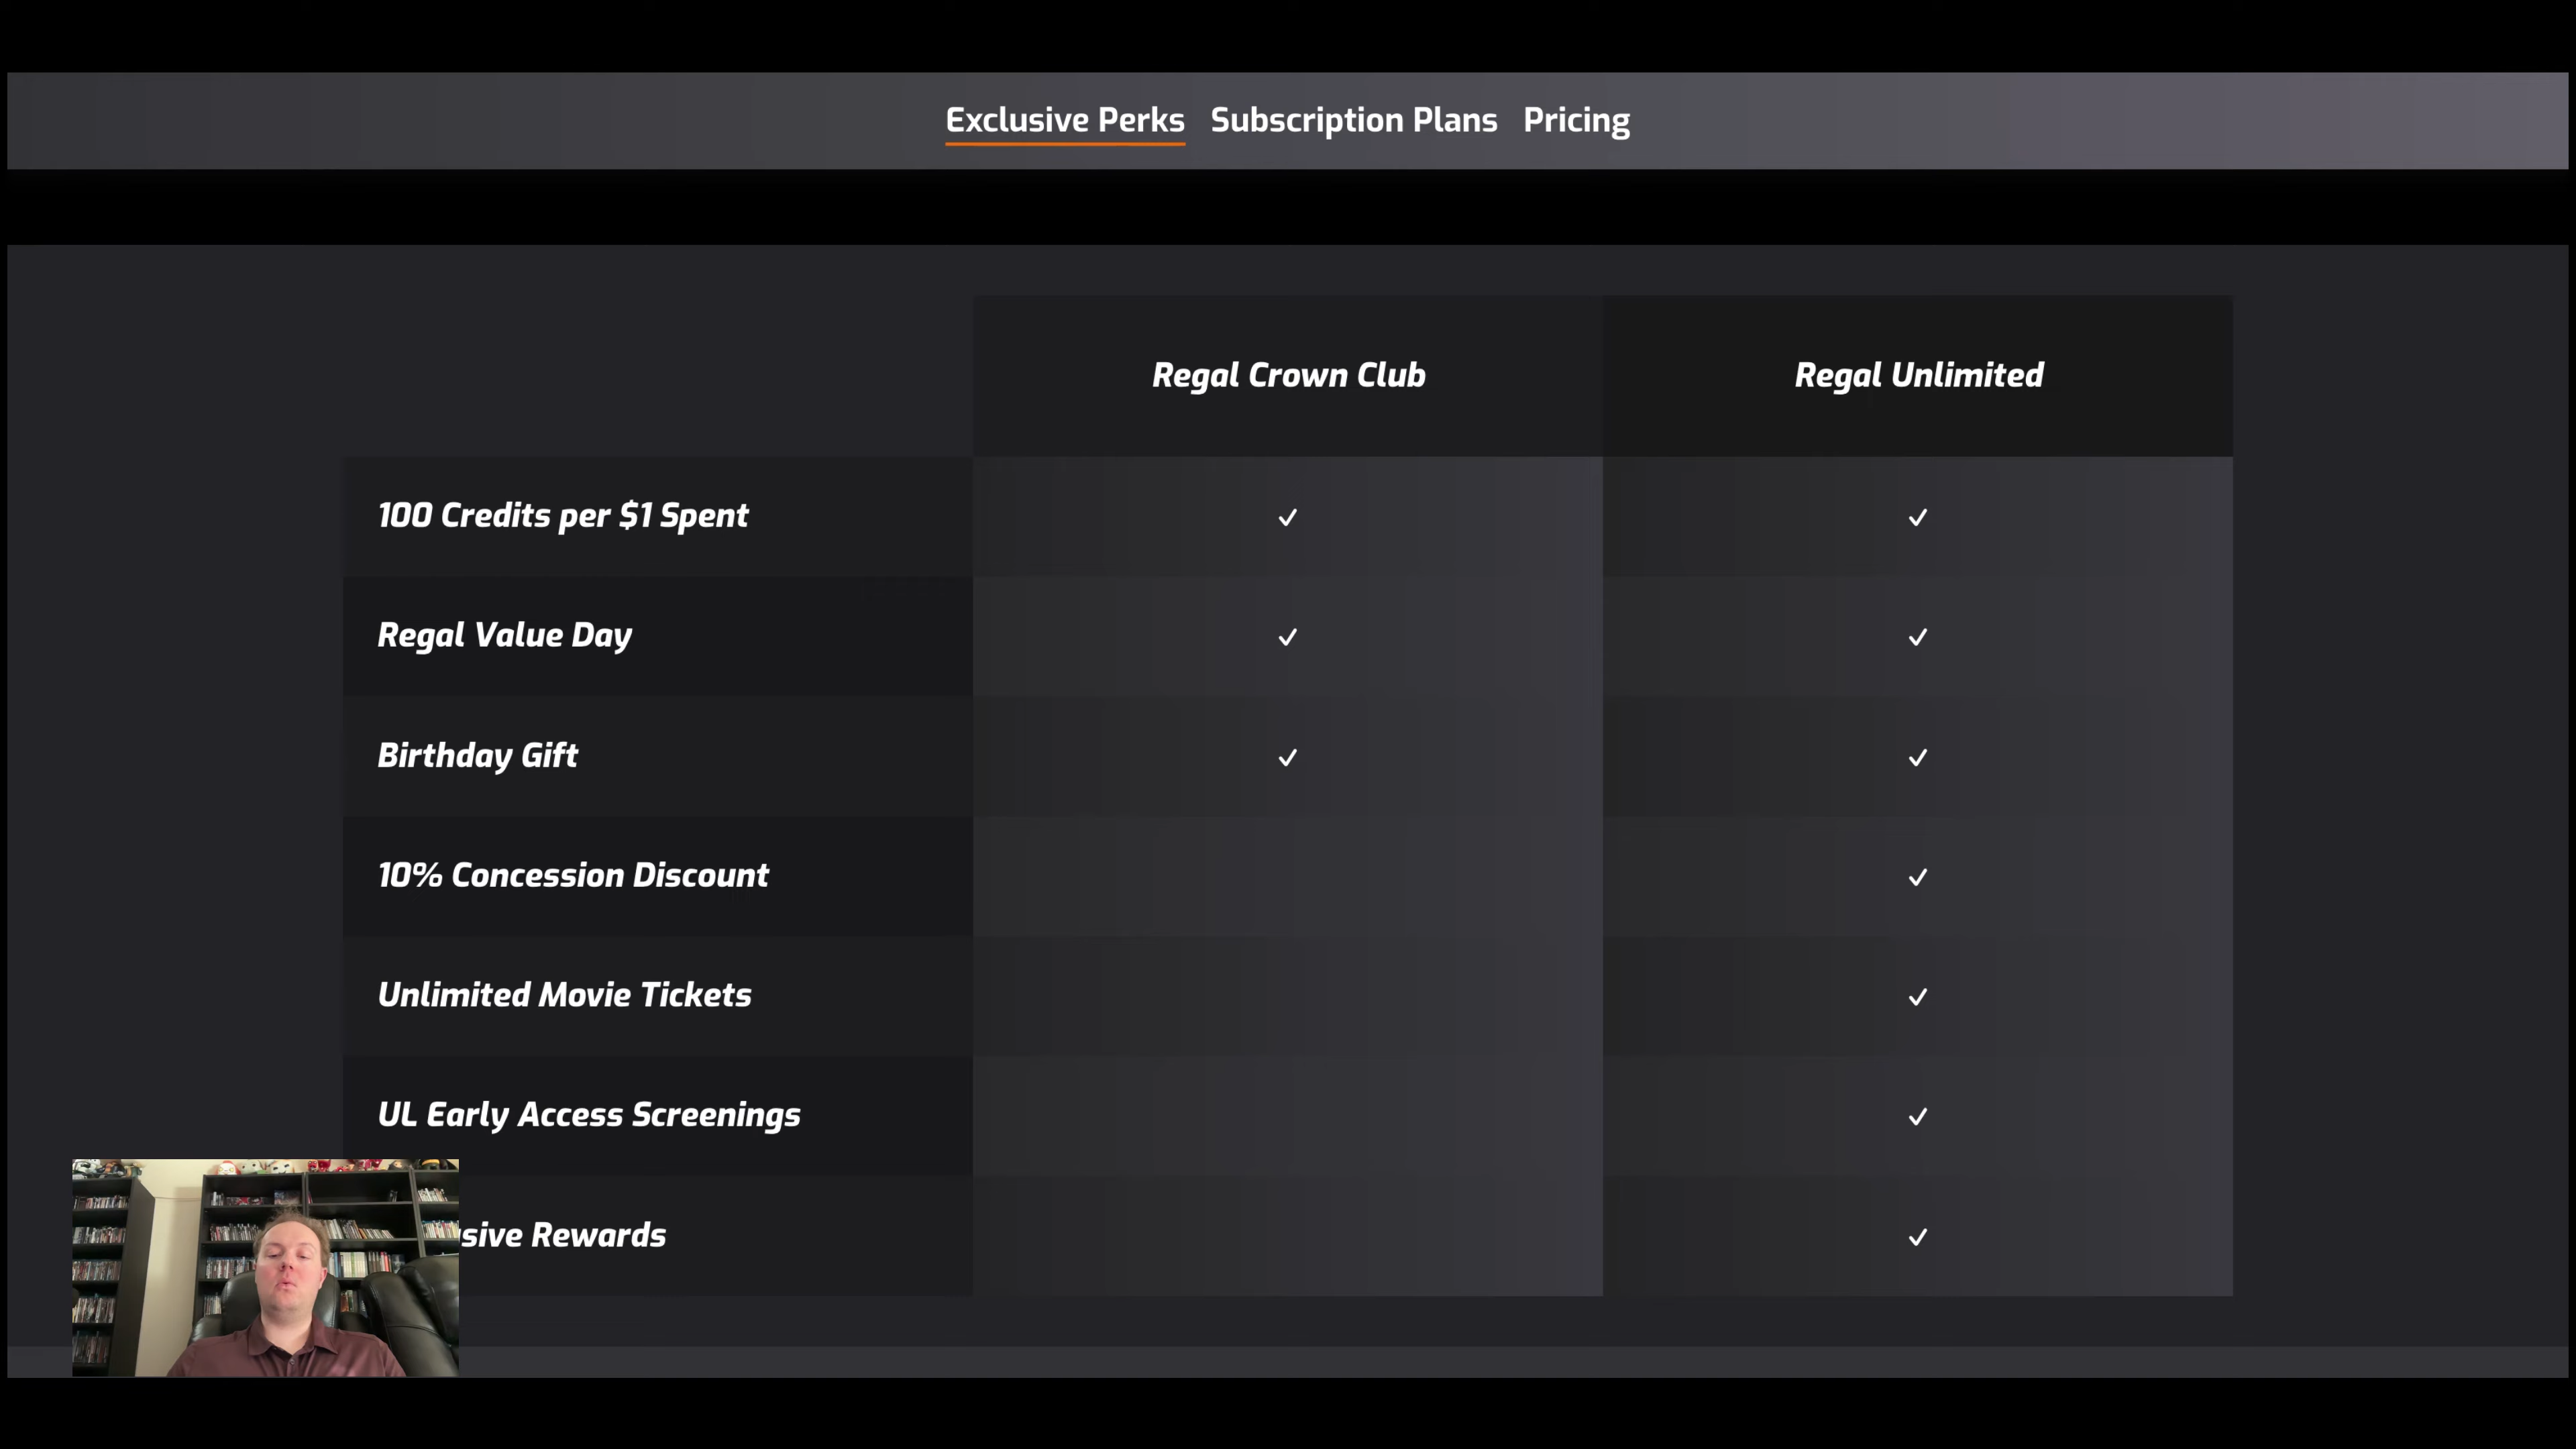 Exclusive Perks Subscription Plans Pricing
Regal Crown Club Regal Unlimited
100 Credits per $1 Spent ✓ ✓
Regal Value Day ✓ ✓
Birthday Gift ✓ ✓
10% Concession Discount ✓
Unlimited Movie Tickets ✓
UL Early Access Screenings ✓
sive Rewards ✓